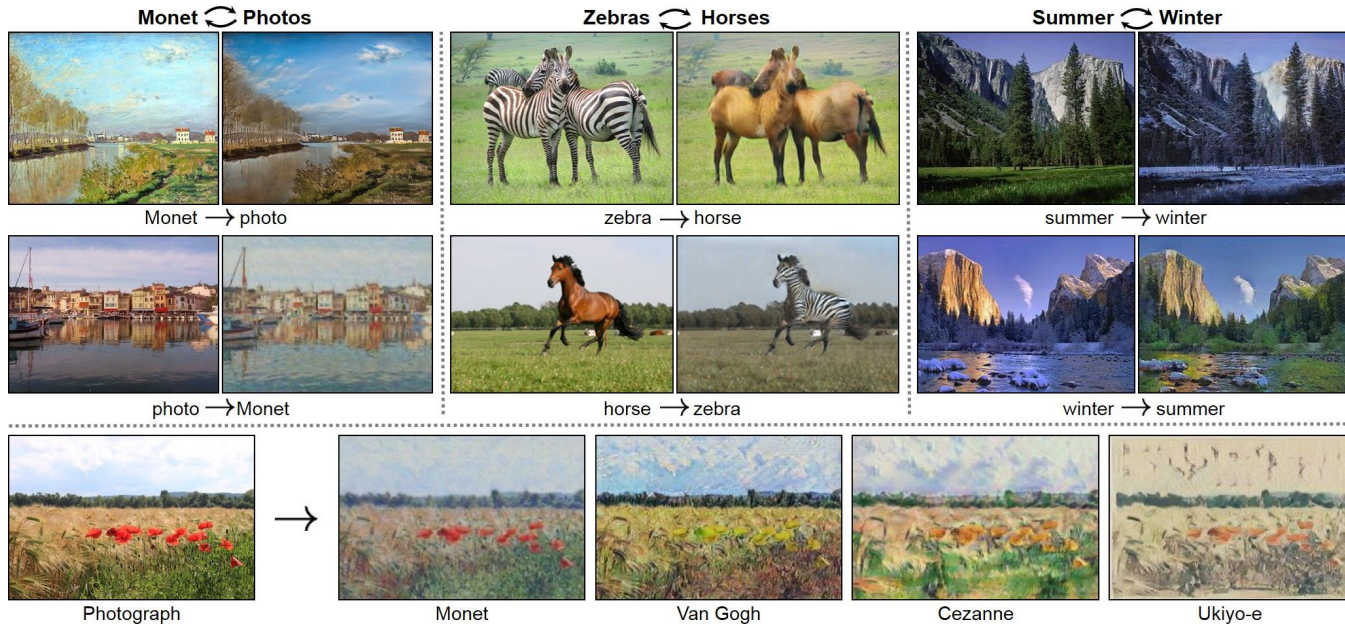 Monet ⇄ Photos
Zebras ⇄ Horses
Summer ⇄ Winter
Monet → photo
zebra → horse
summer → winter
photo → Monet
horse → zebra
winter → summer
Photograph
Monet
Van Gogh
Cezanne
Ukiyo-e